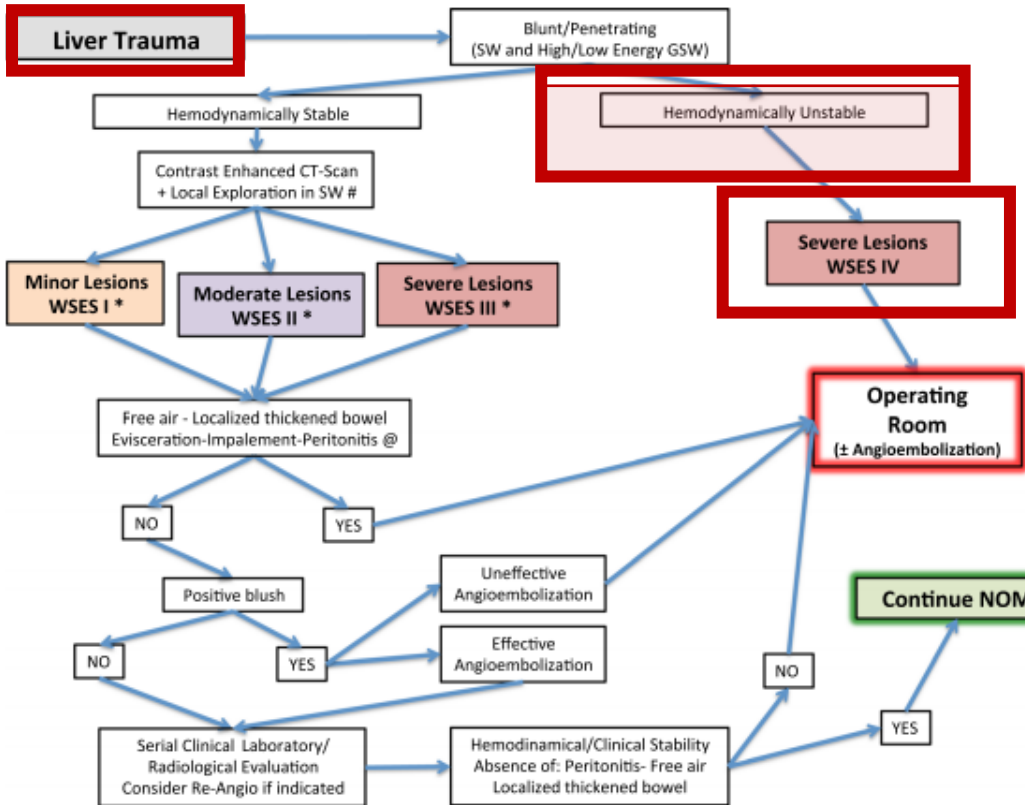 Liver Trauma
Blunt/Penetrating
(SW and High/Low Energy GSW)
Hemodynamically Stable
Hemodynamically Unstable
Contrast Enhanced CT-Scan
+ Local Exploration in SW #
Severe Lesions
WSES IV
Minor Lesions
WSES I *
Moderate Lesions
WSES II *
Severe Lesions
WSES III *
Free air - Localized thickened bowel
Evisceration-Impalement-Peritonitis @
Operating
Room
(± Angioembolization)
NO
YES
Positive blush
Uneffective
Angioembolization
Continue NOM
NO
YES
Effective
Angioembolization
NO
YES
Serial Clinical Laboratory/
Radiological Evaluation
Consider Re-Angio if indicated
Hemodinamical/Clinical Stability
Absence of: Peritonitis- Free air
Localized thickened bowel